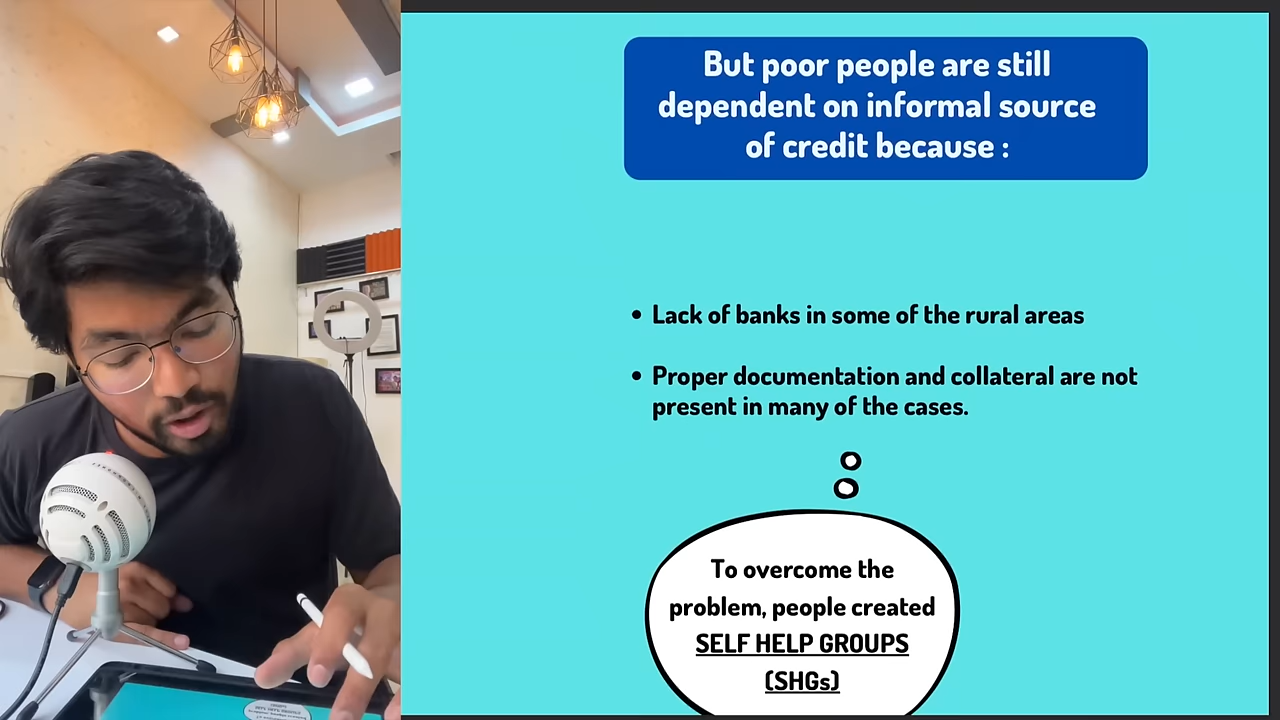 But poor people are still
dependent on informal source
of credit because :
• Lack of banks in some of the rural areas
• Proper documentation and collateral are not
present in many of the cases.
To overcome the
problem, people created
SELF HELP GROUPS
(SHGs)